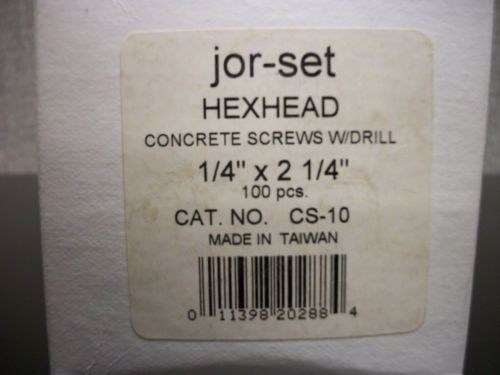 jor-set
HEXHEAD
CONCRETE SCREWS W/DRILL
1/4" x 2 1/4"
100 pcs.
CAT. NO. CS-10
MADE IN TAIWAN
0 11398 20288 4